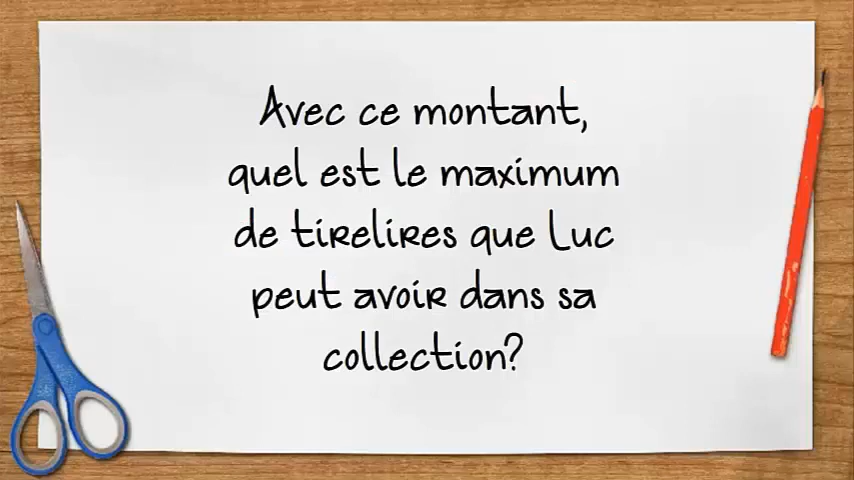 Avec ce montant,
quel est le maximum
de tirelires que Luc
peut avoir dans sa
collection?